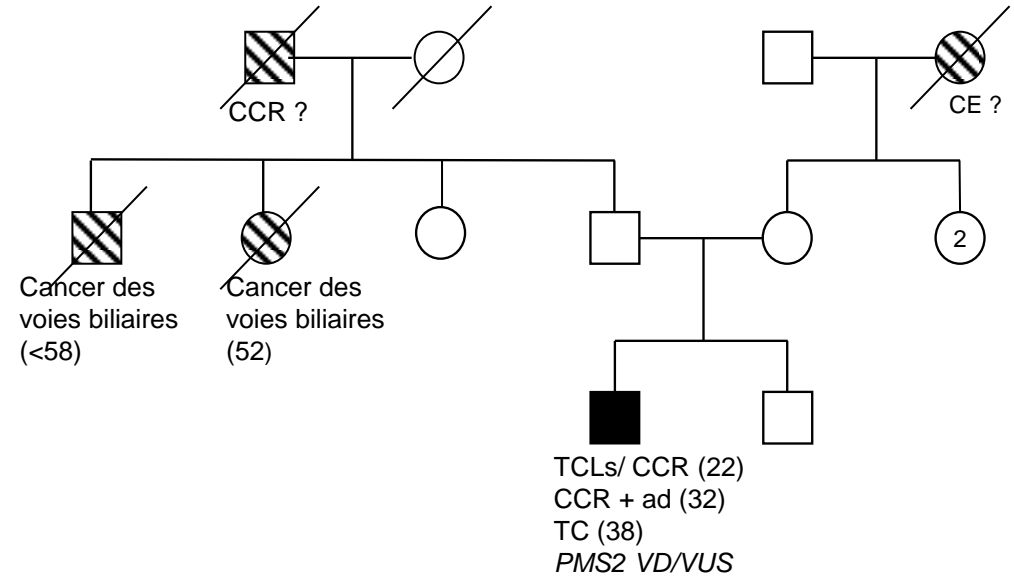 CCR ?
CE ?
2
Cancer des
voies biliaires
(<58)
Cancer des
voies biliaires
(52)
TCLs/ CCR (22)
CCR + ad (32)
TC (38)
PMS2 VD/VUS